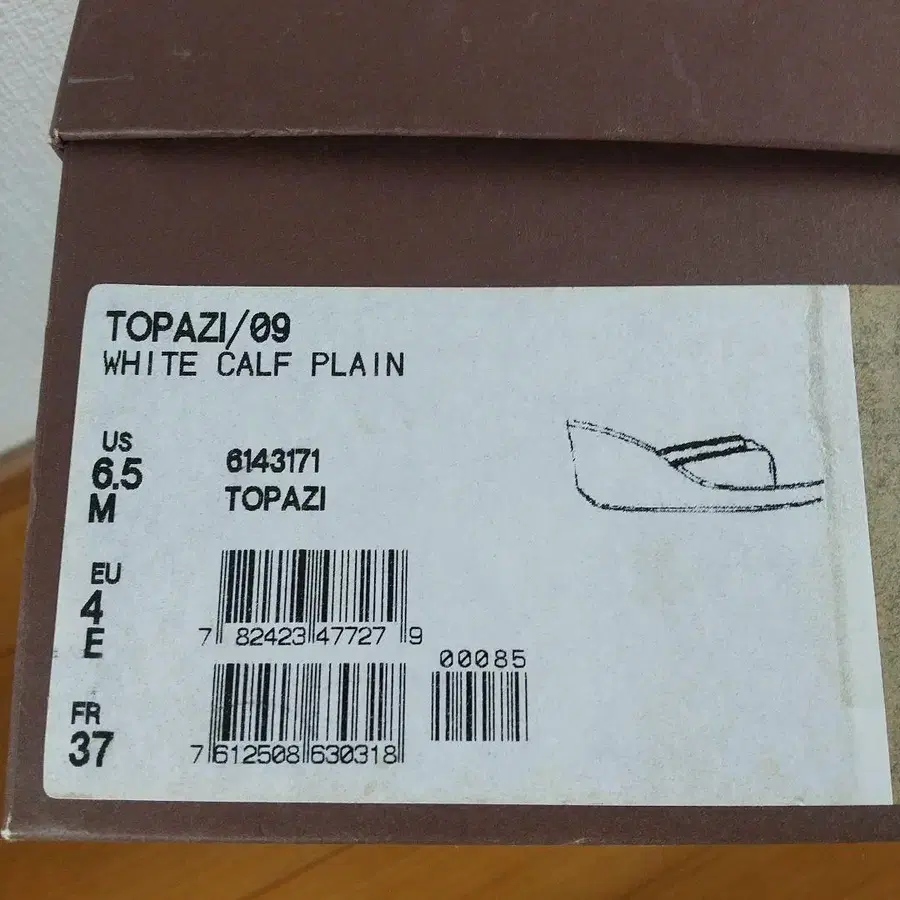 TOPAZI/09
WHITE CALF PLAIN
US
6.5
M
6143171
TOPAZI
EU
4
E
7 82423 47727 9
00085
FR
37
7 612508 630318